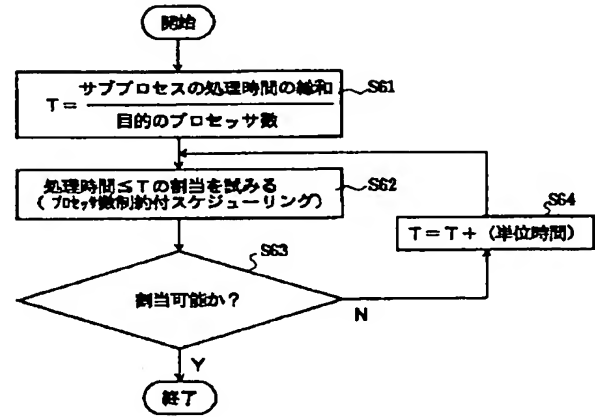 開始
サブプロセスの処理時間の総和
T=
目的のプロセッサ数
S61
処理時間≦Tの割当を試みる
(プロセッサ数制約付スケジューリング)
S62
S64
T=T+(単位時間)
S63
割当可能か?
N
Y
終了